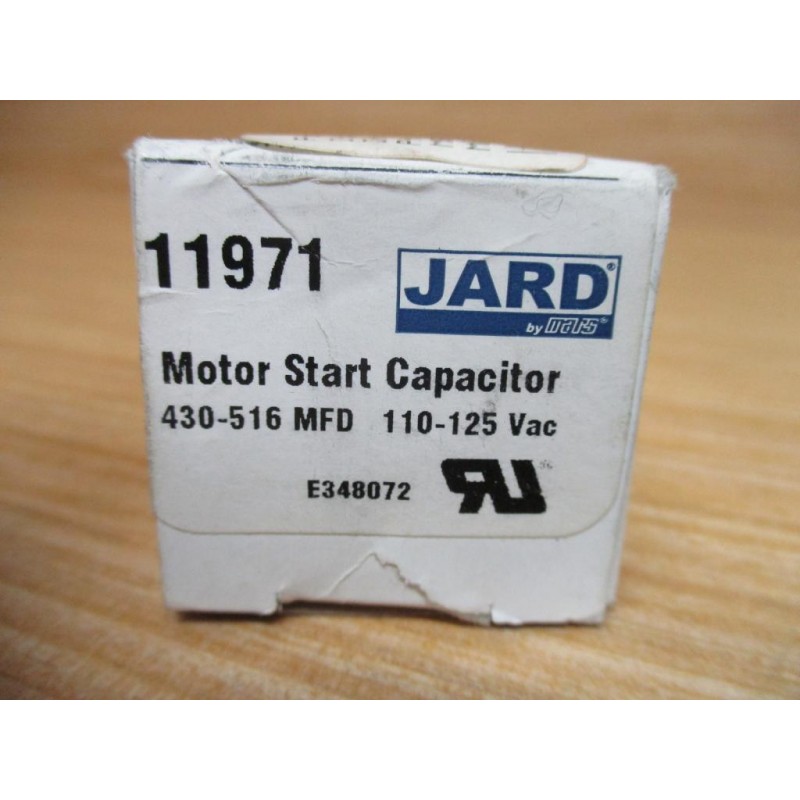 11971
JARD®
by mars®
Motor Start Capacitor
430-516 MFD 110-125 Vac
E348072